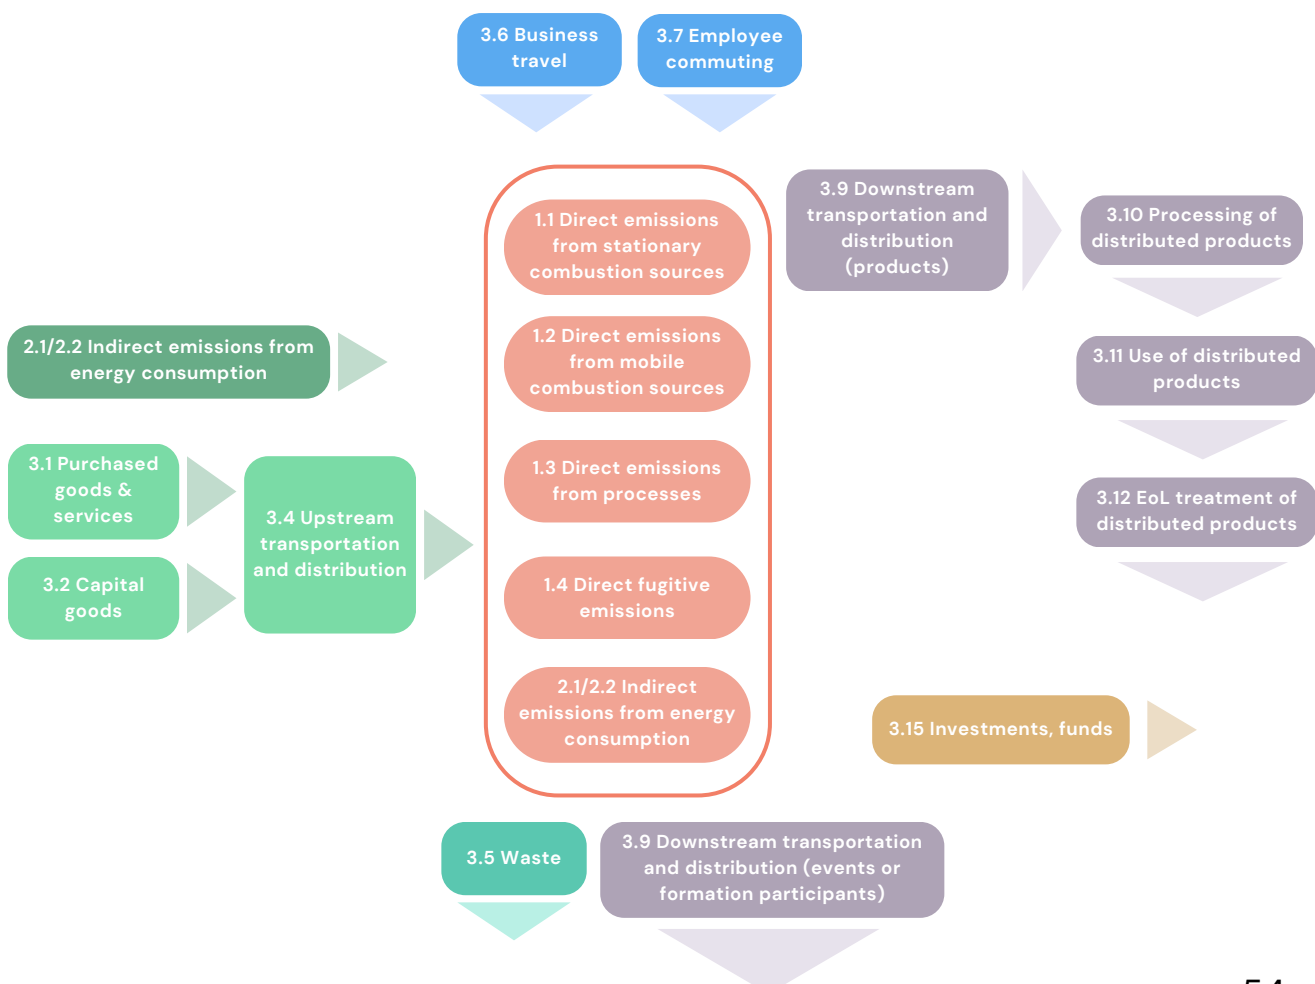 3.6 Business
travel
3.7 Employee
commuting
1.1 Direct emissions
from stationary
combustion sources
3.9 Downstream
transportation and
distribution
(products)
3.10 Processing of
distributed products
2.1/2.2 Indirect emissions from
energy consumption
1.2 Direct emissions
from mobile
combustion sources
3.11 Use of distributed
products
3.1 Purchased
goods &
services
3.2 Capital
goods
3.4 Upstream
transportation
and distribution
1.3 Direct emissions
from processes
3.12 EoL treatment of
distributed products
1.4 Direct fugitive
emissions
2.1/2.2 Indirect
emissions from energy
consumption
3.15 Investments, funds
3.5 Waste
3.9 Downstream transportation
and distribution (events or
formation participants)